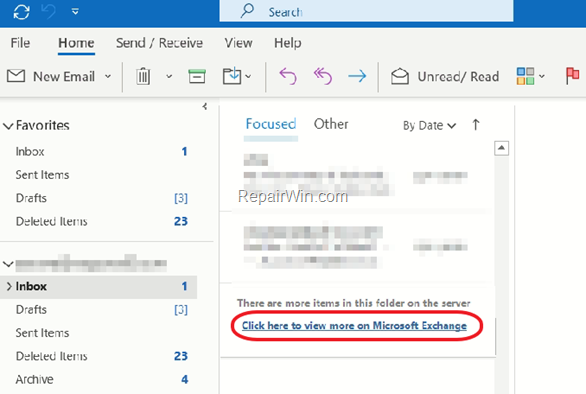 Search
File Home Send / Receive View Help
New Email Unread/ Read
Favorites
Inbox 1
Sent Items
Drafts [3]
Deleted Items 23
Inbox 1
Drafts [3]
Sent Items
Deleted Items 23
Archive 4
Focused Other By Date
RepairWin.com
There are more items in this folder on the server
Click here to view more on Microsoft Exchange